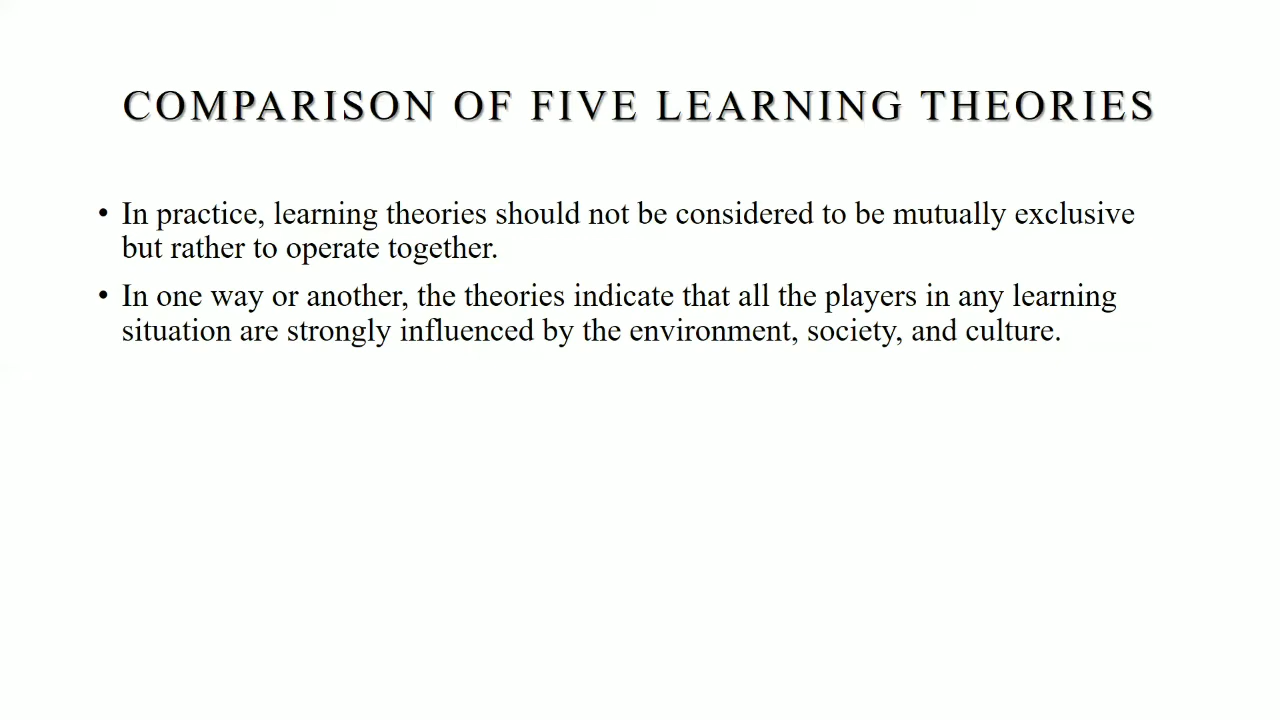 COMPARISON OF FIVE LEARNING THEORIES
• In practice, learning theories should not be considered to be mutually exclusive
but rather to operate together.
• In one way or another, the theories indicate that all the players in any learning
situation are strongly influenced by the environment, society, and culture.